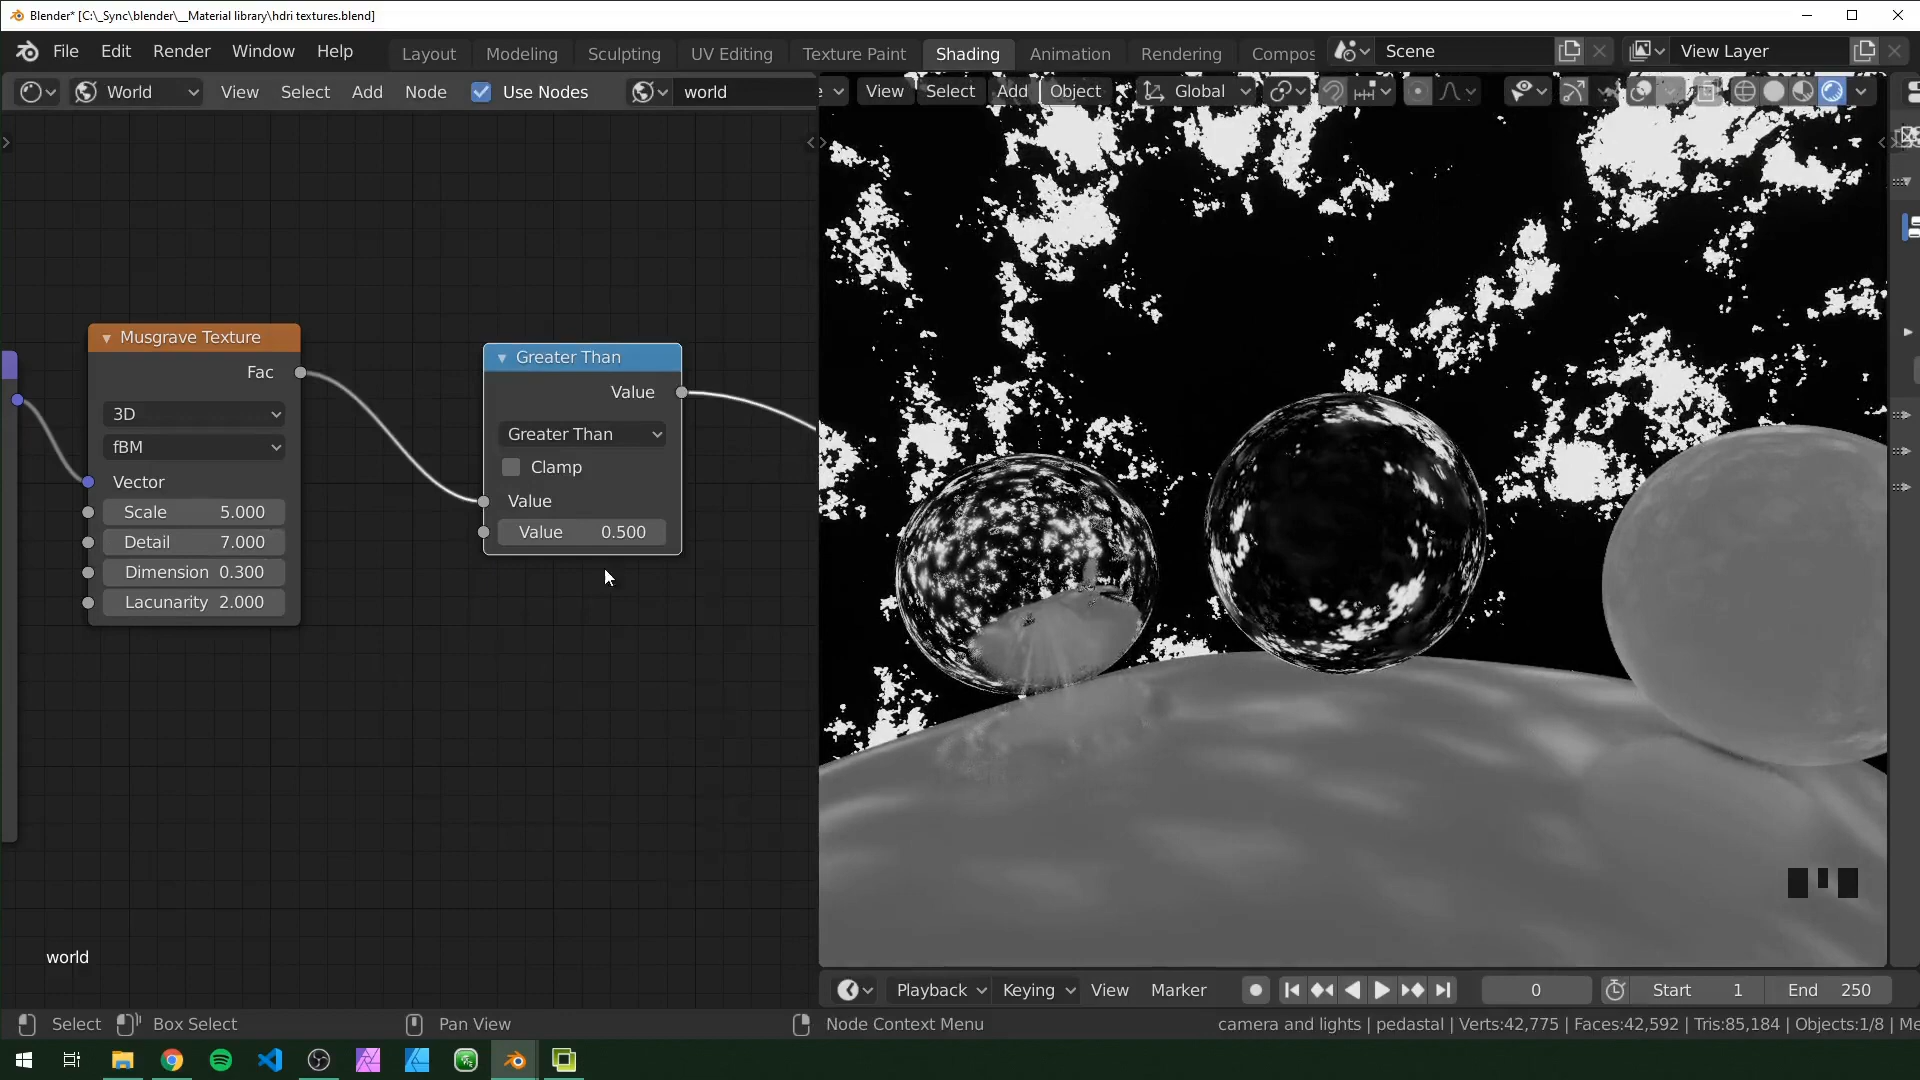 Blender* [C:\_Sync\blender\__Material library\hdri textures.blend]
File Edit Render Window Help Layout Modeling Sculpting UV Editing Texture Paint Shading Animation Rendering Compos Scene View Layer
World View Select Add Node Use Nodes world
e View Select Add Object Global
Musgrave Texture
Fac
3D
fBM
Vector
Scale 5.000
Detail 7.000
Dimension 0.300
Lacunarity 2.000
Greater Than
Value
Greater Than
Clamp
Value
Value 0.500
world
Playback Keying View Marker 0 Start 1 End 250
Select Box Select Pan View Node Context Menu camera and lights | pedastal | Verts:42,775 | Faces:42,592 | Tris:85,184 | Objects:1/8 | Me